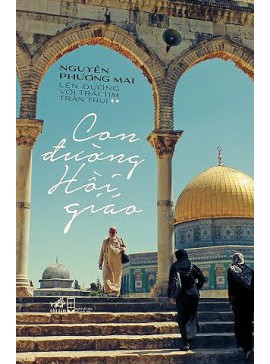 NGUYỄN
PHƯƠNG MAI
LÊN ĐƯỜNG
VỚI TRÁI TIM
TRẦN TRỤI **
Con
đường
Hồi
giáo